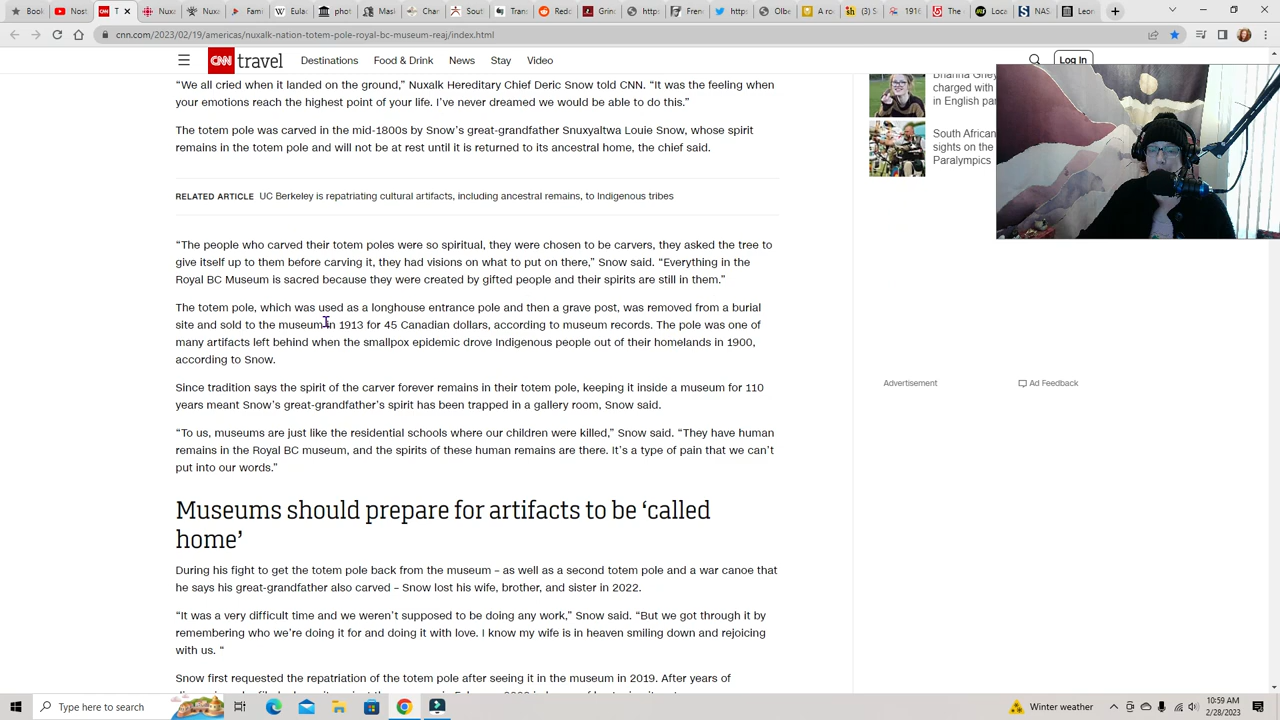 Book
Nost
CNN
T
http
Fren
http
1916
Kea
Loca
SAM
cnn.com/2023/02/19/americas/nuxalk-nation-totem-pole-royal-bc-museum-reaj/index.html
CNN travel Destinations Food & Drink News Stay Video Log In
“We all cried when it landed on the ground,” Nuxalk Hereditary Chief Deric Snow told CNN. “It was the feeling when
your emotions reach the highest point of your life. I’ve never dreamed we would be able to do this.”
The totem pole was carved in the mid-1800s by Snow’s great-grandfather Snuxyaltwa Louie Snow, whose spirit
remains in the totem pole and will not be at rest until it is returned to its ancestral home, the chief said.
RELATED ARTICLE UC Berkeley is repatriating cultural artifacts, including ancestral remains, to Indigenous tribes
“The people who carved their totem poles were so spiritual, they were chosen to be carvers, they asked the tree to
give itself up to them before carving it, they had visions on what to put on there,” Snow said. “Everything in the
Royal BC Museum is sacred because they were created by gifted people and their spirits are still in them.”
The totem pole, which was used as a longhouse entrance pole and then a grave post, was removed from a burial
site and sold to the museum in 1913 for 45 Canadian dollars, according to museum records. The pole was one of
many artifacts left behind when the smallpox epidemic drove Indigenous people out of their homelands in 1900,
according to Snow.
Since tradition says the spirit of the carver forever remains in their totem pole, keeping it inside a museum for 110
years meant Snow’s great-grandfather’s spirit has been trapped in a gallery room, Snow said.
“To us, museums are just like the residential schools where our children were killed,” Snow said. “They have human
remains in the Royal BC museum, and the spirits of these human remains are there. It’s a type of pain that we can’t
put into our words.”
Museums should prepare for artifacts to be ‘called
home’
During his fight to get the totem pole back from the museum – as well as a second totem pole and a war canoe that
he says his great-grandfather also carved – Snow lost his wife, brother, and sister in 2022.
“It was a very difficult time and we weren’t supposed to be doing any work,” Snow said. “But we got through it by
remembering who we’re doing it for and doing it with love. I know my wife is in heaven smiling down and rejoicing
with us. “
Snow first requested the repatriation of the totem pole after seeing it in the museum in 2019. After years of
charged with
in English
South African
sights on the
Paralympics
Advertisement Ad Feedback
Type here to search
Winter weather
10:59 AM
2/28/2023